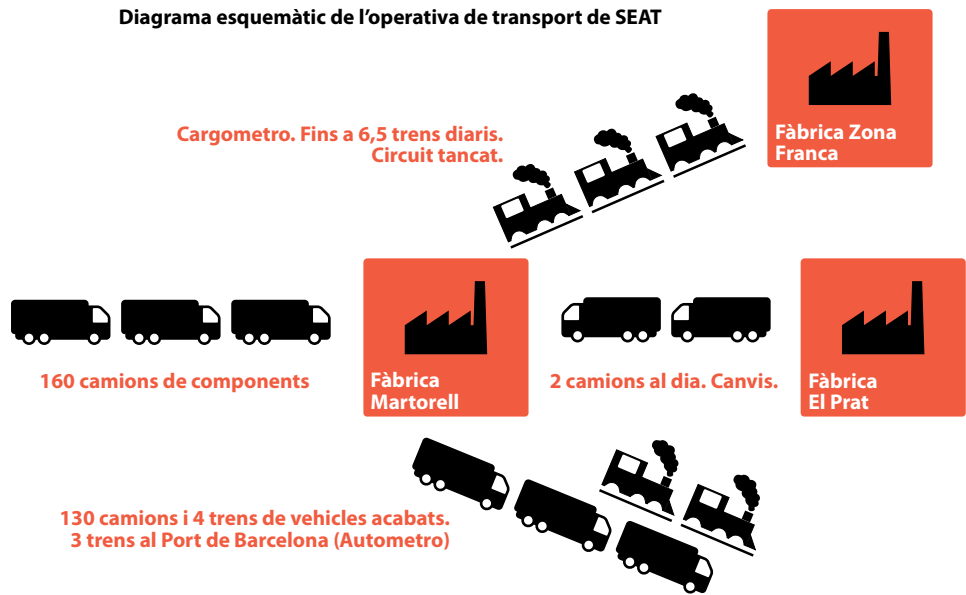 Diagrama esquemàtic de l’operativa de transport de SEAT
Cargometro. Fins a 6,5 trens diaris.
Circuit tancat.
Fàbrica Zona
Franca
160 camions de components
Fàbrica
Martorell
2 camions al dia. Canvis.
Fàbrica
El Prat
130 camions i 4 trens de vehicles acabats.
3 trens al Port de Barcelona (Autometro)